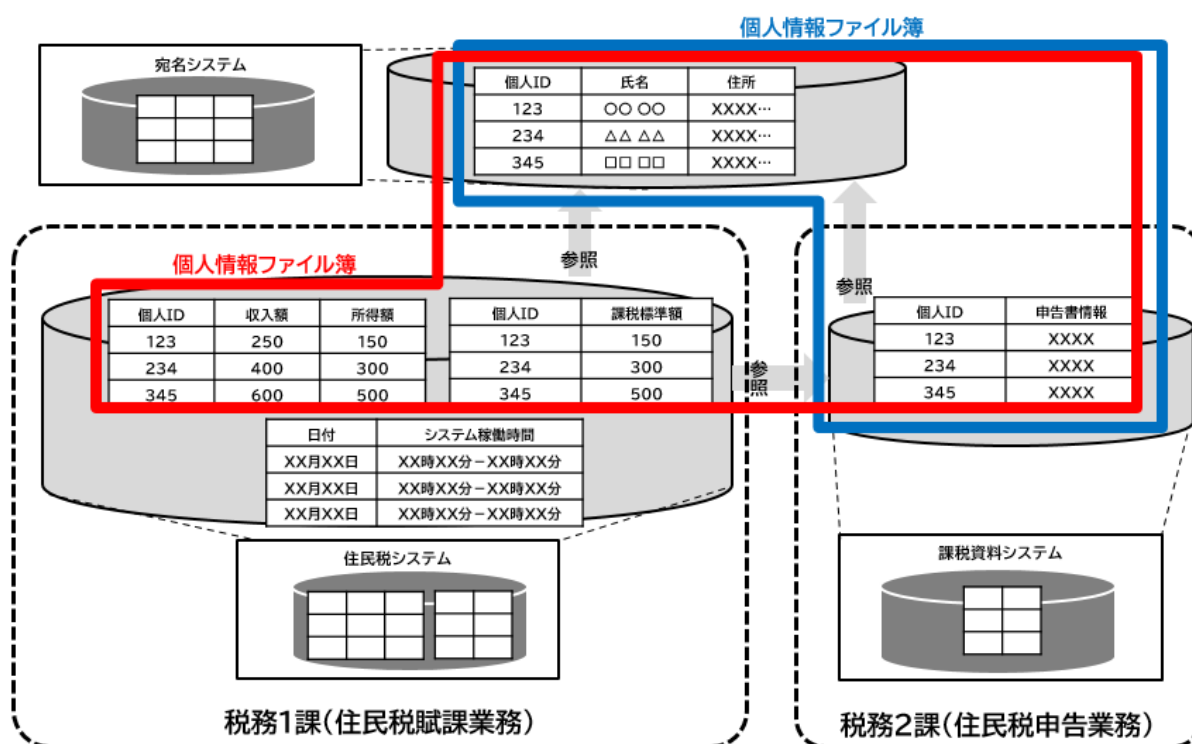 個人情報ファイル簿
宛名システム
個人ID 氏名 住所
123 〇〇 〇〇 XXXX…
234 △△ △△ XXXX…
345 □□ □□ XXXX…
個人情報ファイル簿
参照
参照
個人ID 収入額 所得額
123 250 150
234 400 300
345 600 500
個人ID 課税標準額
123 150
234 300
345 500
参照
個人ID 申告書情報
123 XXXX
234 XXXX
345 XXXX
日付 システム稼働時間
XX月XX日 XX時XX分－XX時XX分
XX月XX日 XX時XX分－XX時XX分
XX月XX日 XX時XX分－XX時XX分
住民税システム
課税資料システム
税務1課(住民税賦課業務)
税務2課(住民税申告業務)